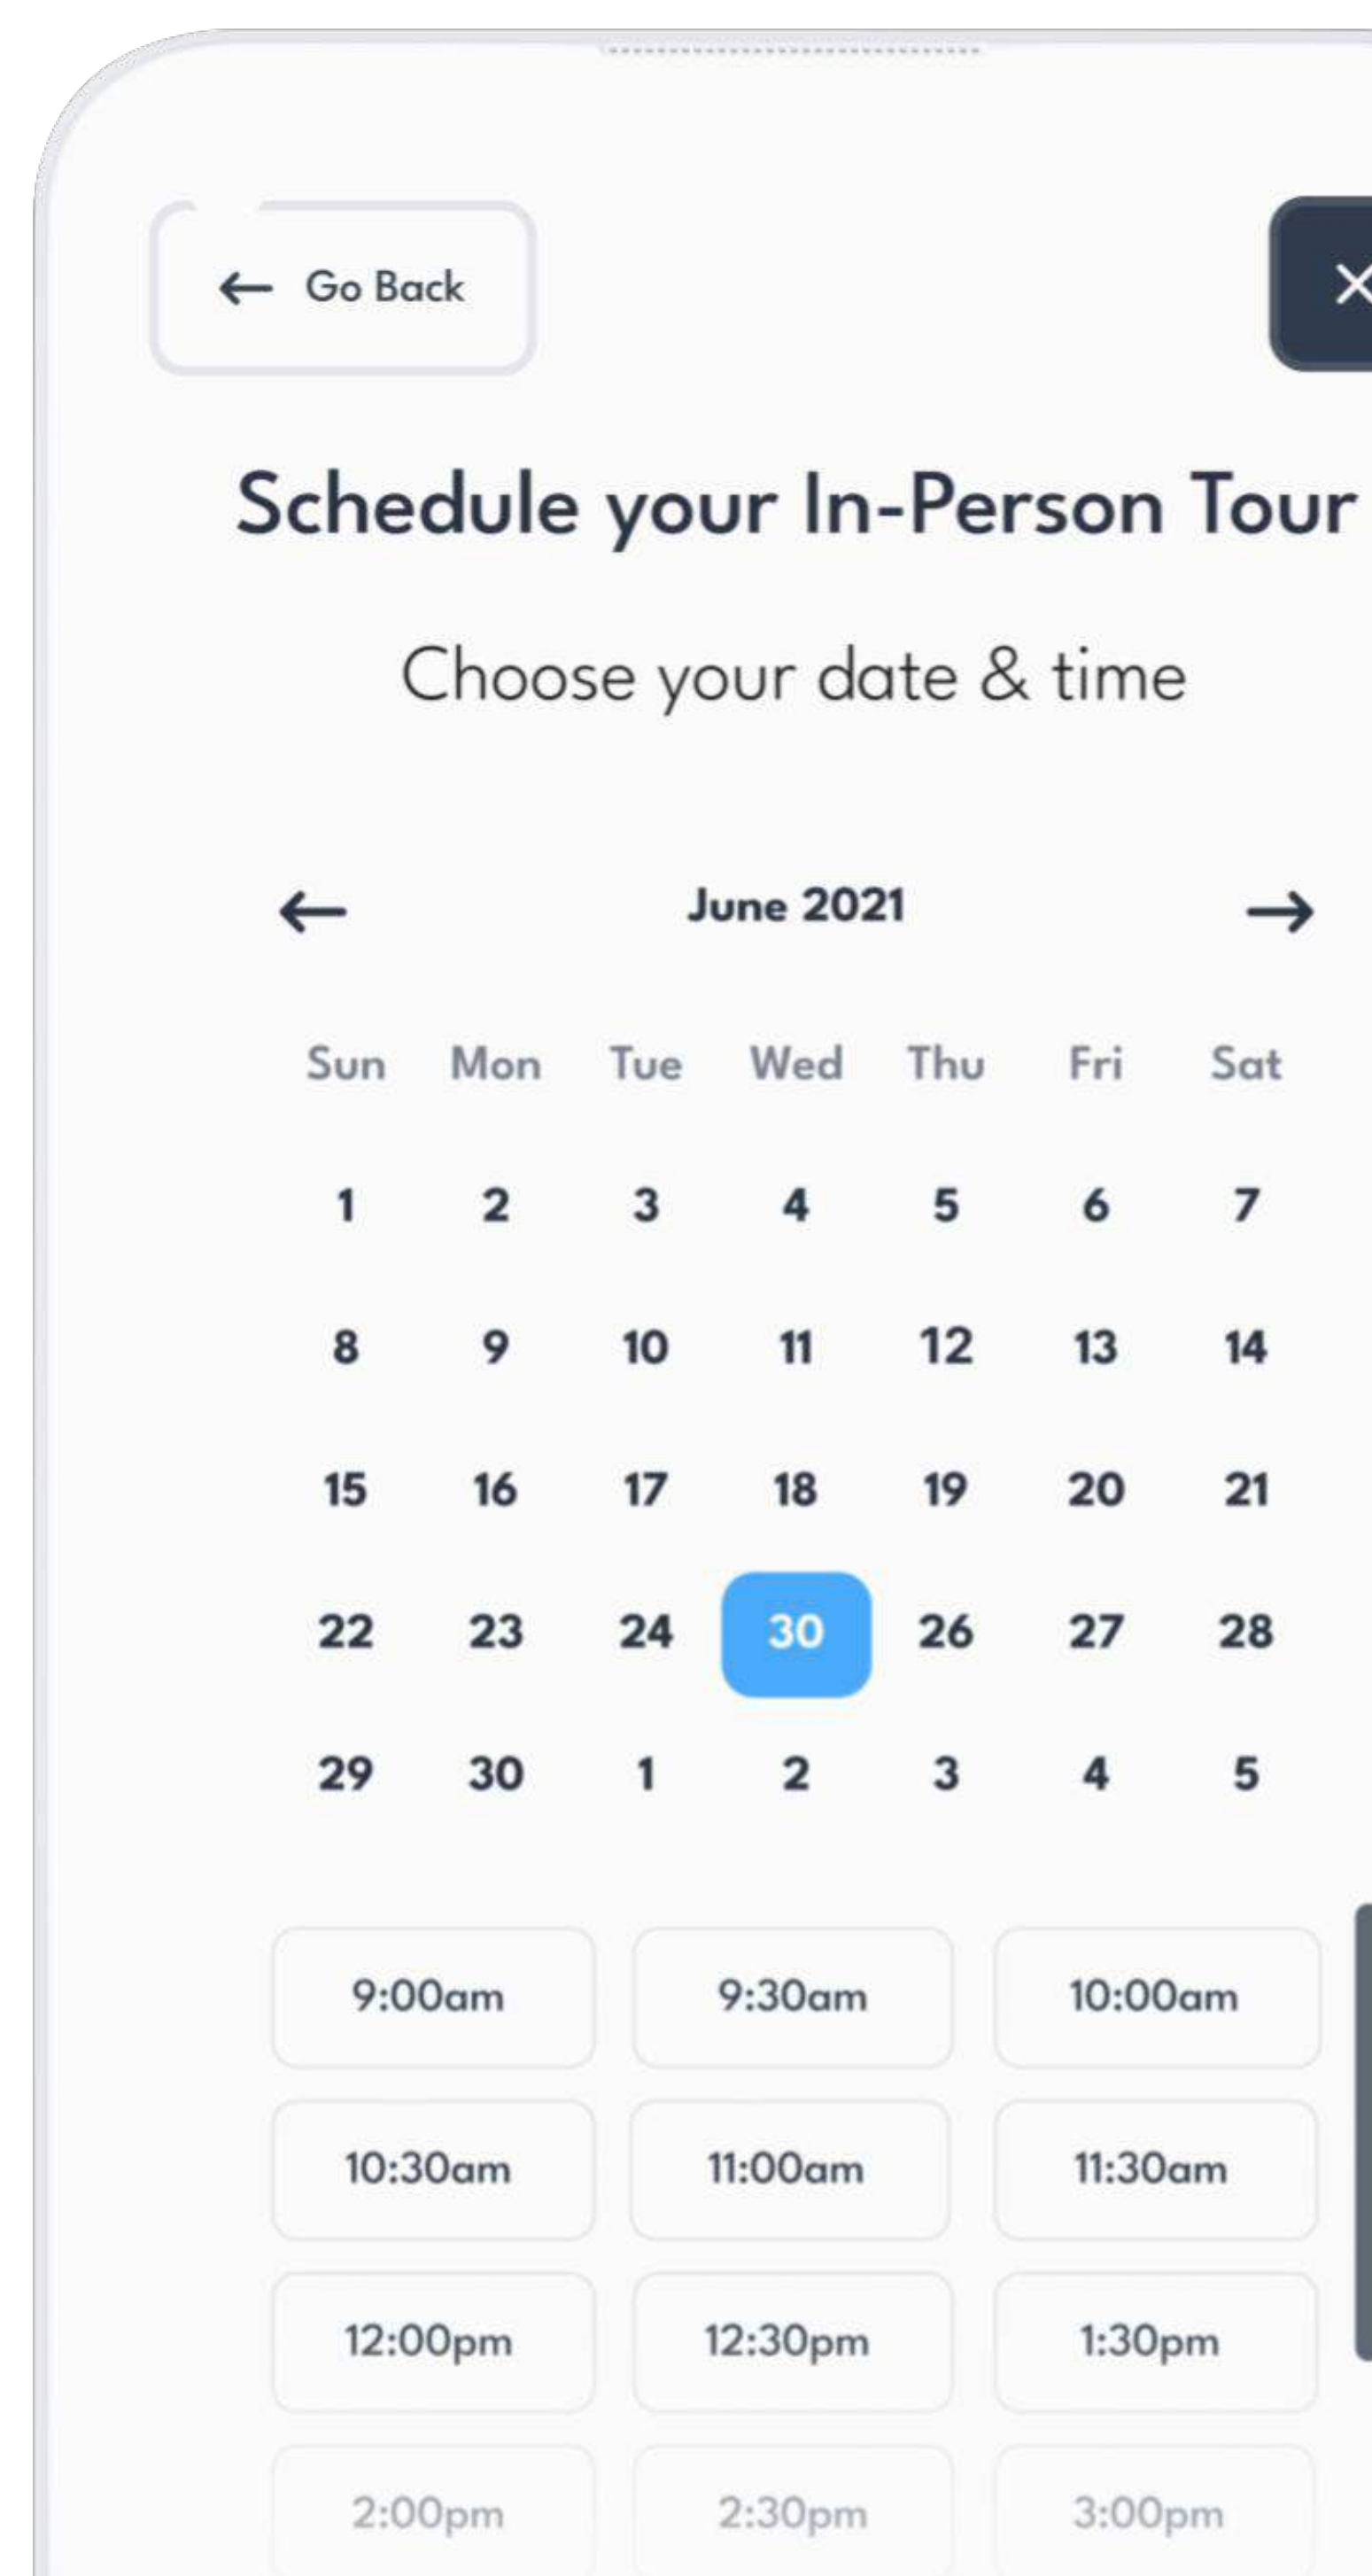 ← Go Back
Schedule your In-Person Tour
Choose your date & time
← June 2021 →
Sun Mon Tue Wed Thu Fri Sat
1 2 3 4 5 6 7
8 9 10 11 12 13 14
15 16 17 18 19 20 21
22 23 24 30 26 27 28
29 30 1 2 3 4 5
9:00am 9:30am 10:00am
10:30am 11:00am 11:30am
12:00pm 12:30pm 1:30pm
2:00pm 2:30pm 3:00pm